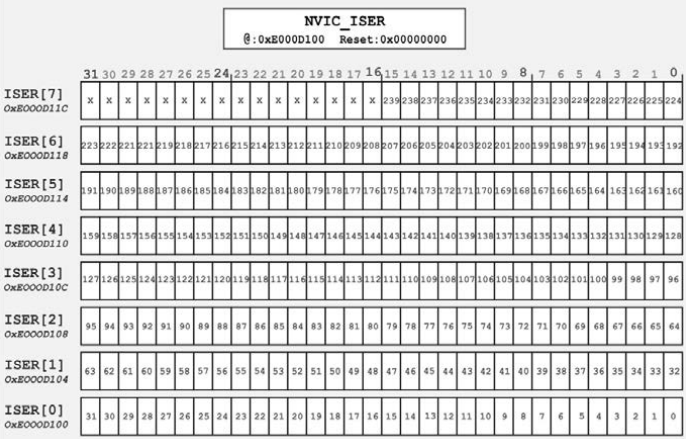 NVIC_ISER
@:0xE000D100 Reset:0x00000000
31 30 29 28 27 26 25 24 23 22 21 20 19 18 17 16 15 14 13 12 11 10 9 8 7 6 5 4 3 2 1 0
ISER[7] x x x x x x x x x x x x x x x x 239 238 237 236 235 234 233 232 231 230 229 228 227 226 225 224
0xE000D11C
ISER[6] 223 222 221 221 219 218 217 216 215 214 213 212 211 210 209 208 207 206 205 204 203 202 201 200 199 198 197 196 195 194 193 192
0xE000D118
ISER[5] 191 190 189 188 187 186 185 184 183 182 181 180 179 178 177 176 175 174 173 172 171 170 169 168 167 166 165 164 163 162 161 160
0xE000D114
ISER[4] 159 158 157 156 155 154 153 152 151 150 149 148 147 146 145 144 143 142 141 140 139 138 137 136 135 134 133 132 131 130 129 128
0xE000D110
ISER[3] 127 126 125 124 123 122 121 120 119 118 117 116 115 114 113 112 111 110 109 108 107 106 105 104 103 102 101 100 99 98 97 96
0xE000D10C
ISER[2] 95 94 93 92 91 90 89 88 87 86 85 84 83 82 81 80 79 78 77 76 75 74 73 72 71 70 69 68 67 66 65 64
0xE000D108
ISER[1] 63 62 61 60 59 58 57 56 55 54 53 52 51 50 49 48 47 46 45 44 43 42 41 40 39 38 37 36 35 34 33 32
0xE000D104
ISER[0] 31 30 29 28 27 26 25 24 23 22 21 20 19 18 17 16 15 14 13 12 11 10 9 8 7 6 5 4 3 2 1 0
0xE000D100